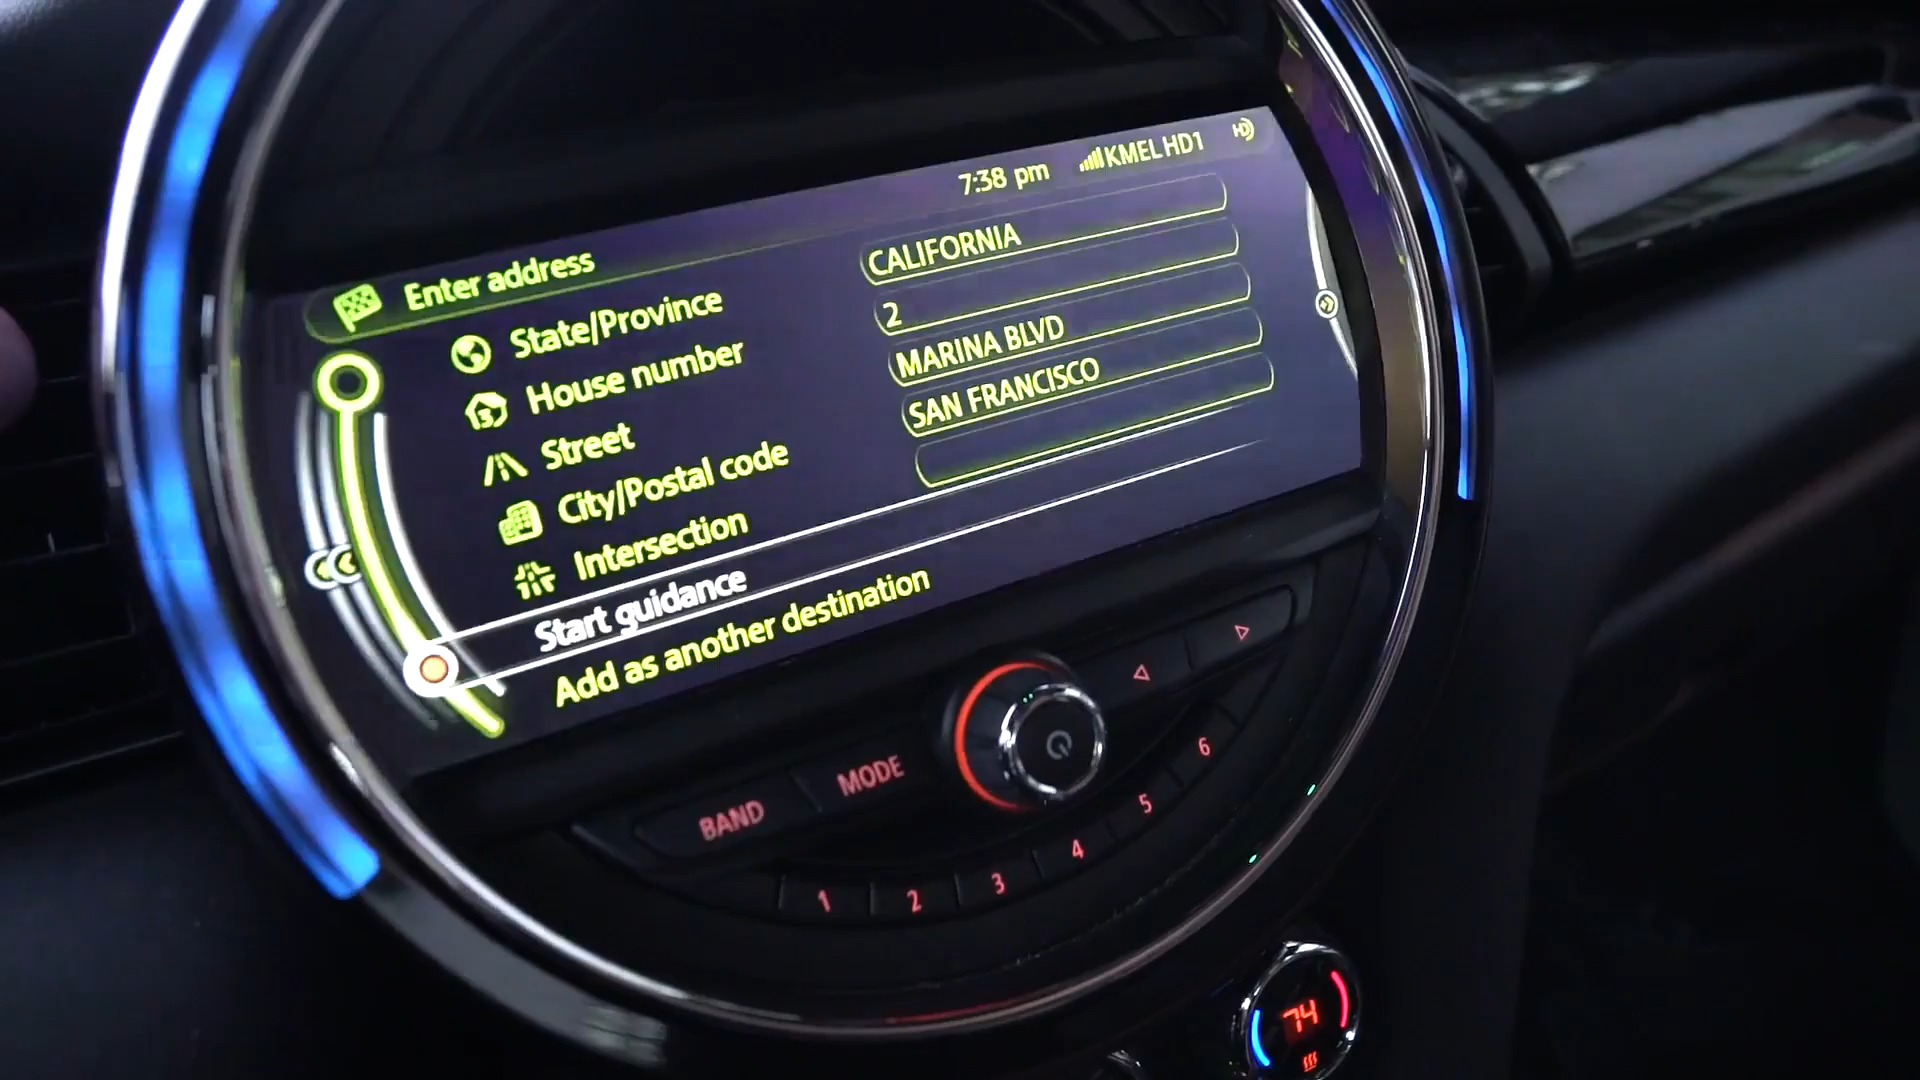 7:38 pm KMEL HD1
Enter address
State/Province CALIFORNIA
House number 2
Street MARINA BLVD
City/Postal code SAN FRANCISCO
Intersection
Start guidance
Add as another destination
BAND MODE
1 2 3 4 5 6
74